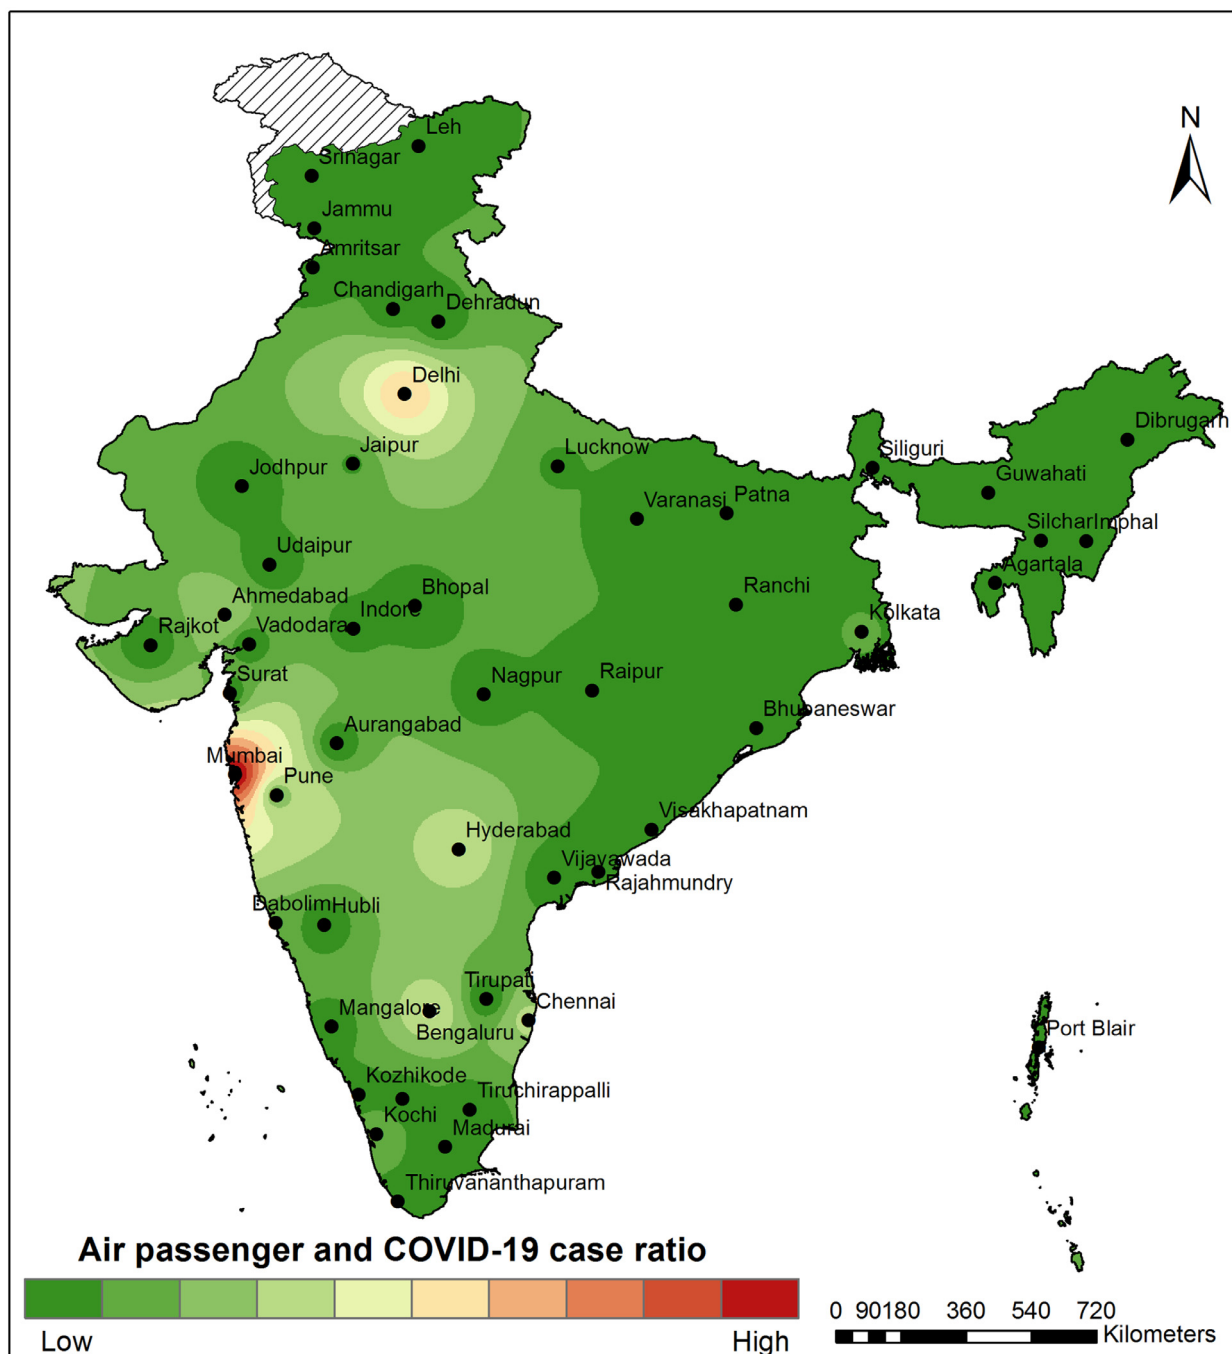 N
Leh
Srinagar
Jammu
Amritsar
Chandigarh
Dehradun
Delhi
Jaipur
Lucknow
Jodhpur
Varanasi
Patna
Siliguri
Dibrugarh
Guwahati
Silchar
Imphal
Udaipur
Agartala
Ahmedabad
Bhopal
Indore
Ranchi
Kolkata
Rajkot
Vadodara
Surat
Nagpur
Raipur
Bhubaneswar
Aurangabad
Mumbai
Pune
Hyderabad
Visakhapatnam
Vijayawada
Rajahmundry
Dabolim
Hubli
Tirupati
Chennai
Mangalore
Bengaluru
Port Blair
Kozhikode
Tiruchirappalli
Kochi
Madurai
Thiruvananthapuram
Air passenger and COVID-19 case ratio
Low
High
0 90 180 360 540 720
Kilometers